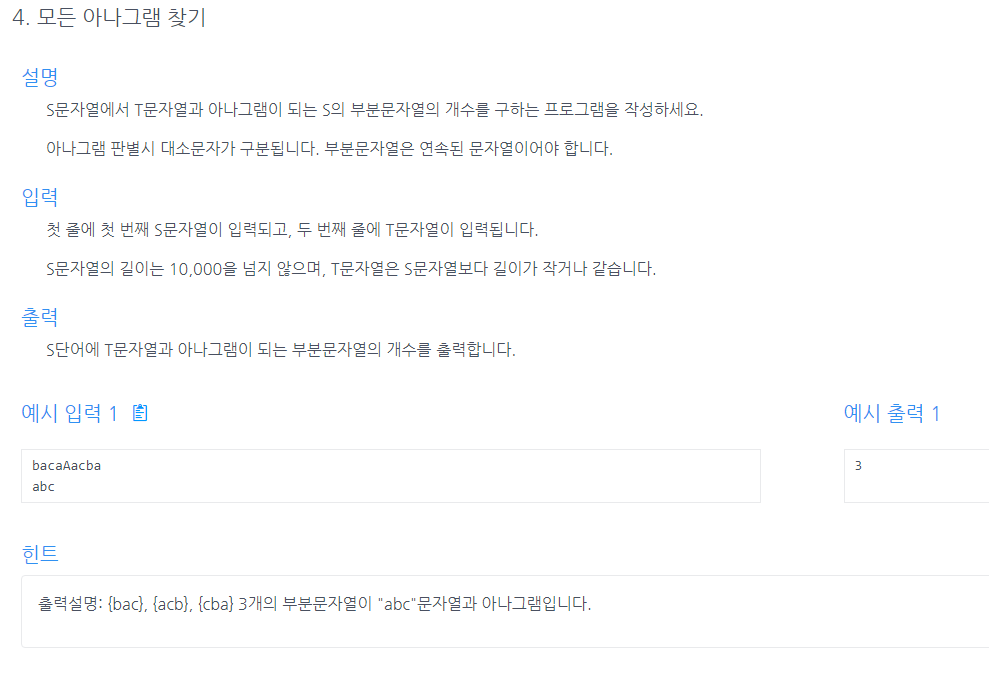 4. 모든 아나그램 찾기
설명
S문자열에서 T문자열과 아나그램이 되는 S의 부분문자열의 개수를 구하는 프로그램을 작성하세요.
아나그램 판별시 대소문자가 구분됩니다. 부분문자열은 연속된 문자열이어야 합니다.
입력
첫 줄에 첫 번째 S문자열이 입력되고, 두 번째 줄에 T문자열이 입력됩니다.
S문자열의 길이는 10,000을 넘지 않으며, T문자열은 S문자열보다 길이가 작거나 같습니다.
출력
S단어에 T문자열과 아나그램이 되는 부분문자열의 개수를 출력합니다.
예시 입력 1
예시 출력 1
bacaAacba
abc
3
힌트
출력설명: {bac}, {acb}, {cba} 3개의 부분문자열이 "abc"문자열과 아나그램입니다.